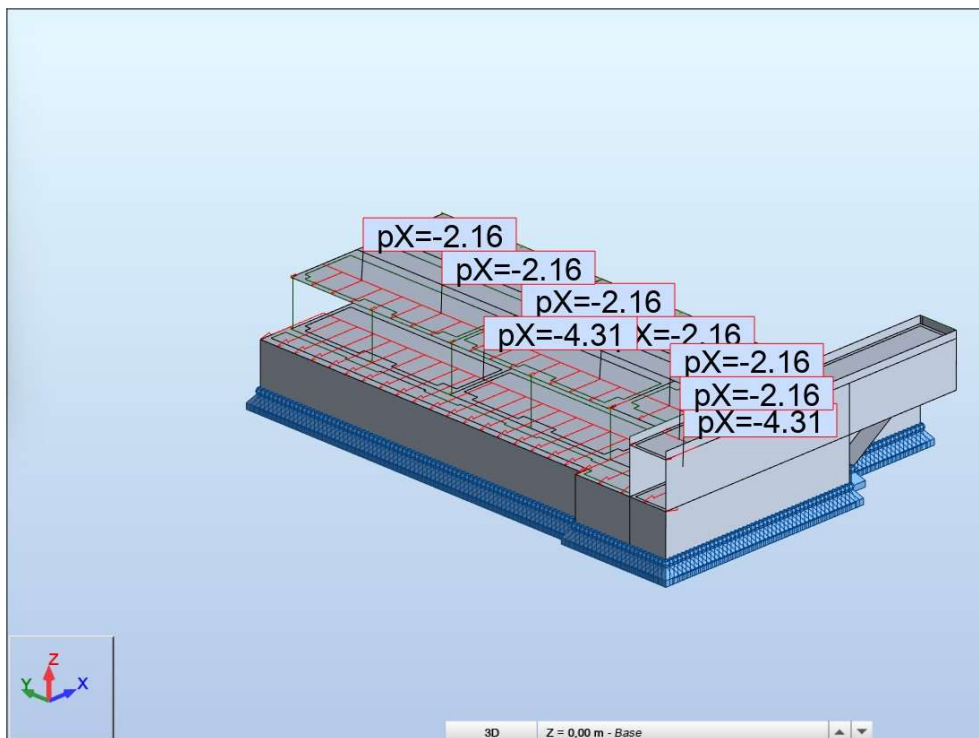 pX=-2.16
pX=-2.16
pX=-2.16
pX=-4.31
X=-2.16
pX=-2.16
pX=-2.16
pX=-4.31
Z
Y
X
3D
Z = 0,00 m - Base